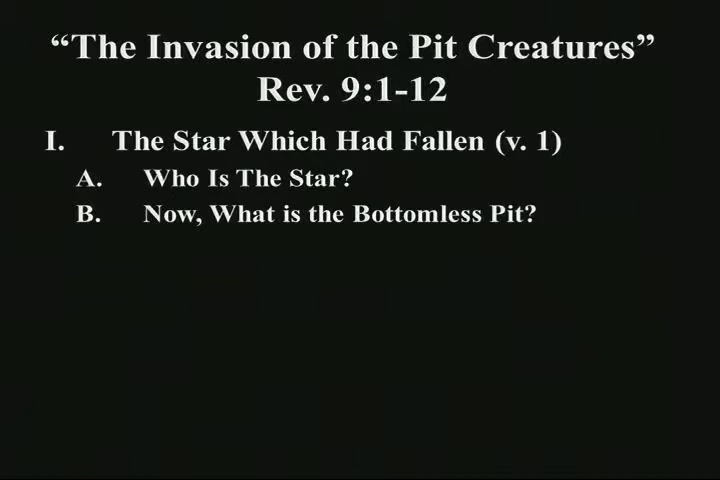 “The Invasion of the Pit Creatures”
Rev. 9:1-12
I. The Star Which Had Fallen (v. 1)
A. Who Is The Star?
B. Now, What is the Bottomless Pit?